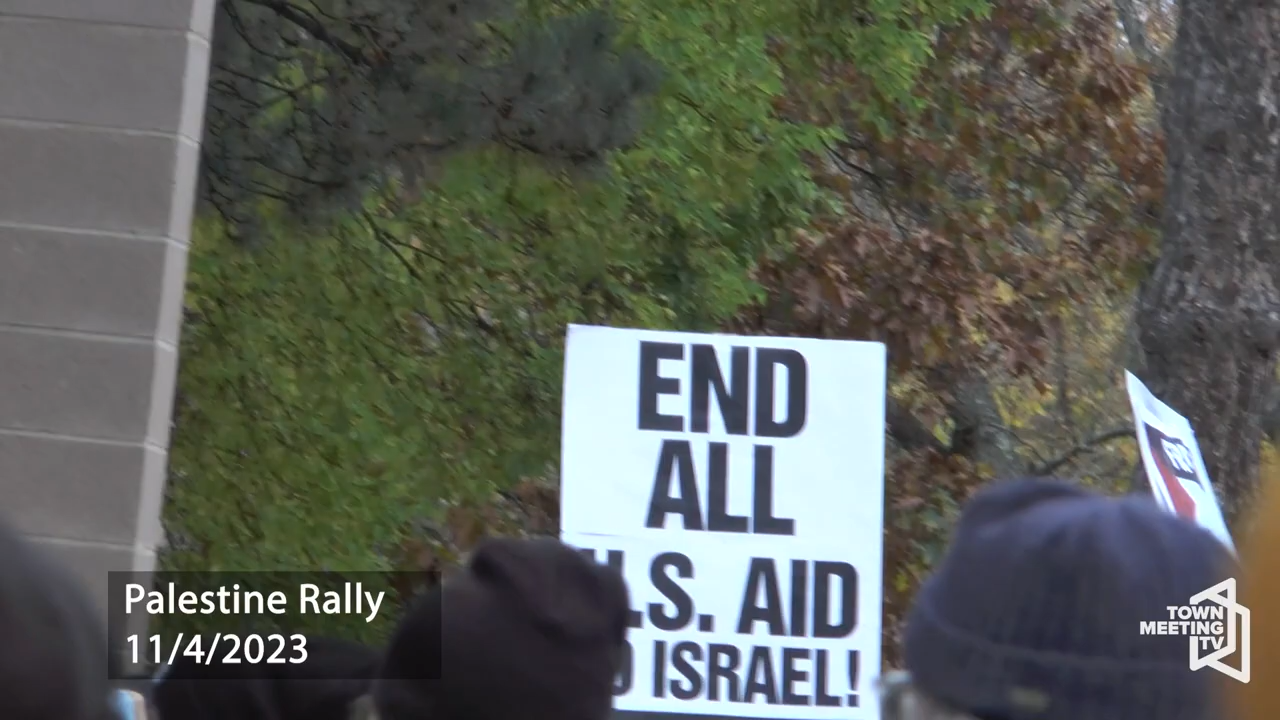 END
ALL
U.S. AID
ISRAEL!
Palestine Rally
11/4/2023
TOWN
MEETING
TV